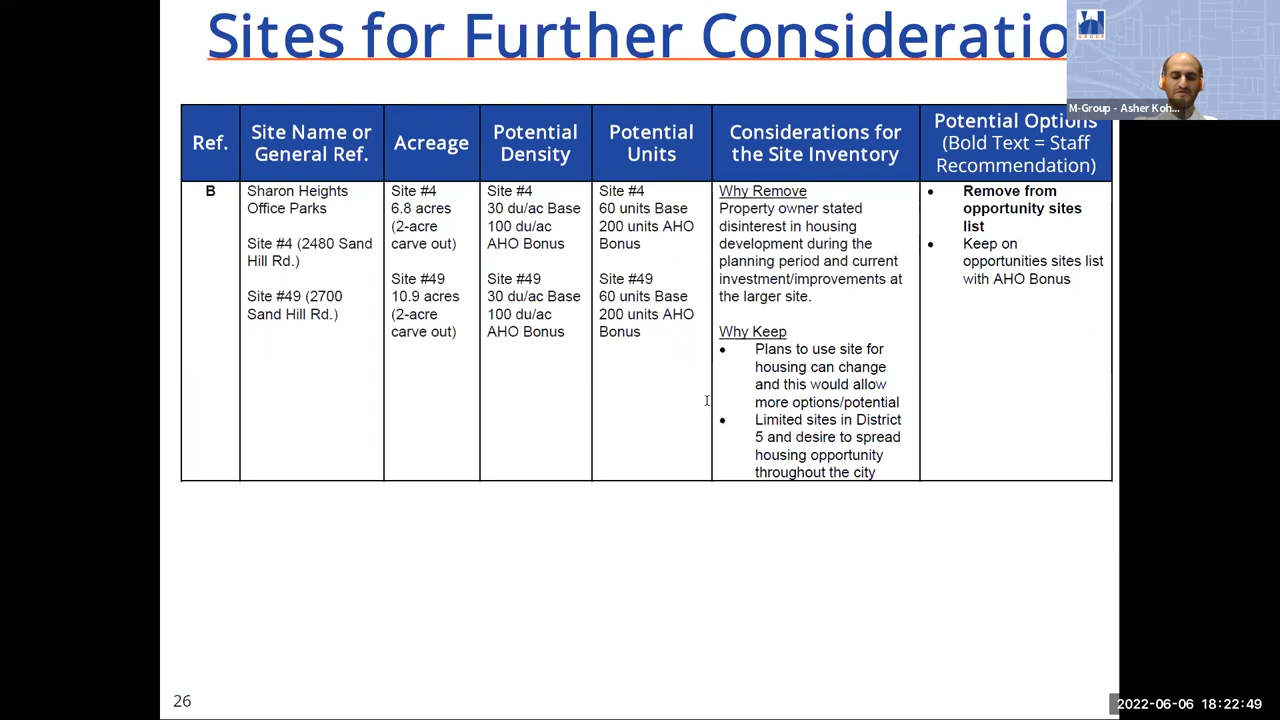 Sites for Further Consideratio
GROUP
M-Group - Asher Koh...
Ref.
Site Name or
General Ref.
Acreage
Potential
Density
Potential
Units
Considerations for
the Site Inventory
Potential Options
(Bold Text = Staff
Recommendation)
B
Sharon Heights
Office Parks
Site #4 (2480 Sand
Hill Rd.)
Site #49 (2700
Sand Hill Rd.)
Site #4
6.8 acres
(2-acre
carve out)
Site #49
10.9 acres
(2-acre
carve out)
Site #4
30 du/ac Base
100 du/ac
AHO Bonus
Site #49
30 du/ac Base
100 du/ac
AHO Bonus
Site #4
60 units Base
200 units AHO
Bonus
Site #49
60 units Base
200 units AHO
Bonus
Why Remove
Property owner stated
disinterest in housing
development during the
planning period and current
investment/improvements at
the larger site.
Why Keep
• Plans to use site for
housing can change
and this would allow
more options/potential
• Limited sites in District
5 and desire to spread
housing opportunity
throughout the city
• Remove from
opportunity sites
list
• Keep on
opportunities sites list
with AHO Bonus
26
2022-06-06 18:22:49